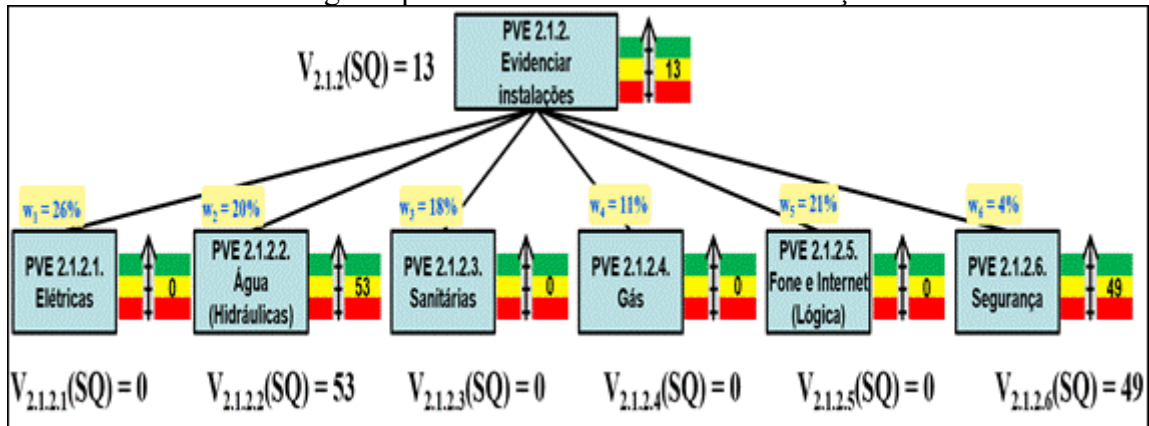 PVE 2.1.2.
Evidenciar
instalações
13
V2.1.2(SQ) = 13
w1 = 26%
w2 = 20%
w3 = 18%
w4 = 11%
w5 = 21%
w6 = 4%
PVE 2.1.2.1.
Elétricas
0
PVE 2.1.2.2.
Água
(Hidráulicas)
53
PVE 2.1.2.3.
Sanitárias
0
PVE 2.1.2.4.
Gás
0
PVE 2.1.2.5.
Fone e Internet
(Lógica)
0
PVE 2.1.2.6.
Segurança
49
V2.1.2.1(SQ) = 0
V2.1.2.2(SQ) = 53
V2.1.2.3(SQ) = 0
V2.1.2.4(SQ) = 0
V2.1.2.5(SQ) = 0
V2.1.2.6(SQ) = 49